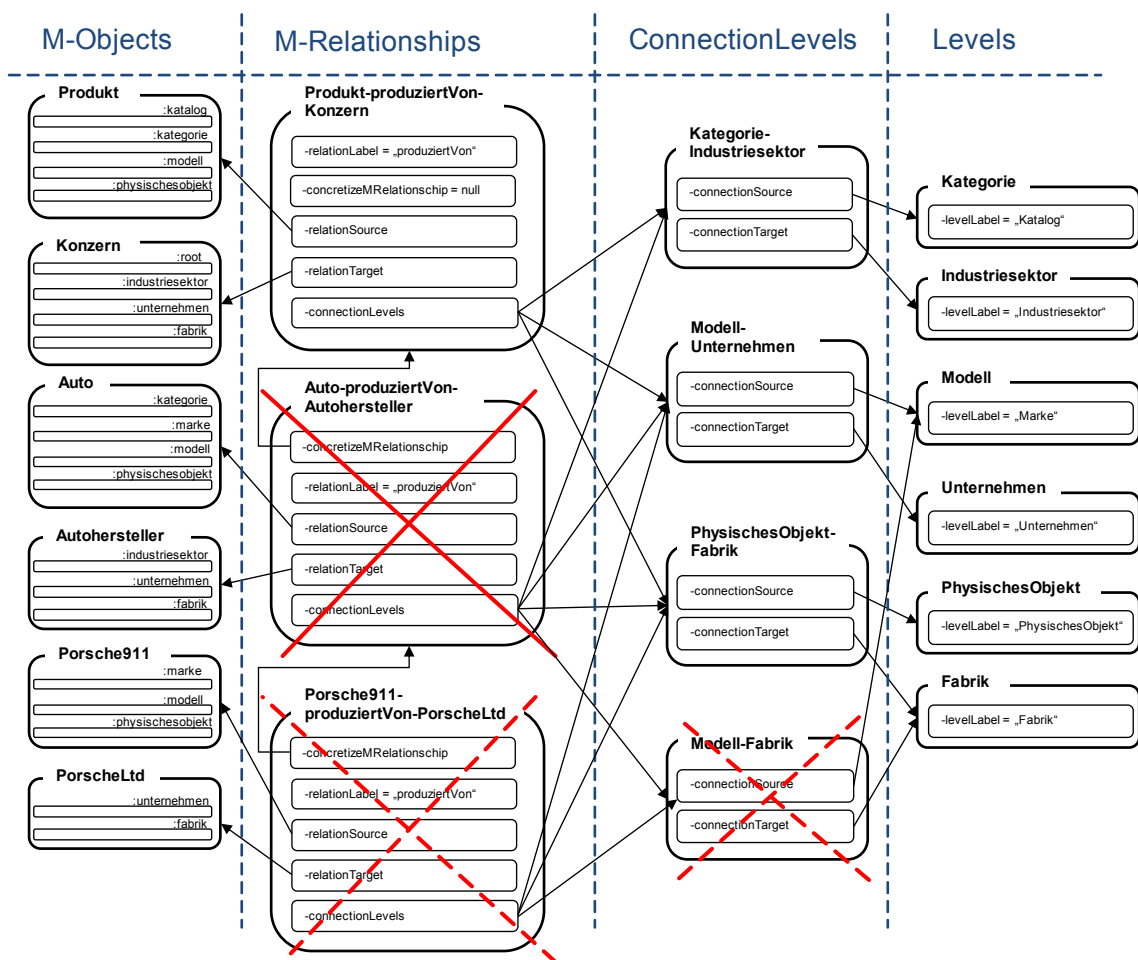 M-Objects
M-Relationships
ConnectionLevels
Levels
Produkt
:katalog
:kategorie
:modell
:physischesobjekt
Konzern
:root
:industriesektor
:unternehmen
:fabrik
Auto
:kategorie
:marke
:modell
:physischesobjekt
Autohersteller
:industriesektor
:unternehmen
:fabrik
Porsche911
:marke
:modell
:physischesobjekt
PorscheLtd
:unternehmen
:fabrik
Produkt-produziertVon-
Konzern
-relationLabel = „produziertVon“
-concretizeMRelationschip = null
-relationSource
-relationTarget
-connectionLevels
Auto-produziertVon-
Autohersteller
-concretizeMRelationschip
-relationLabel = „produziertVon“
-relationSource
-relationTarget
-connectionLevels
Porsche911-
produziertVon-PorscheLtd
-concretizeMRelationschip
-relationLabel = „produziertVon“
-relationSource
-relationTarget
-connectionLevels
Kategorie-
Industriesektor
-connectionSource
-connectionTarget
Modell-
Unternehmen
-connectionSource
-connectionTarget
PhysischesObjekt-
Fabrik
-connectionSource
-connectionTarget
Modell-Fabrik
-connectionSource
-connectionTarget
Kategorie
-levelLabel = „Katalog“
Industriesektor
-levelLabel = „Industriesektor“
Modell
-levelLabel = „Marke“
Unternehmen
-levelLabel = „Unternehmen“
PhysischesObjekt
-levelLabel = „PhysischesObjekt“
Fabrik
-levelLabel = „Fabrik“